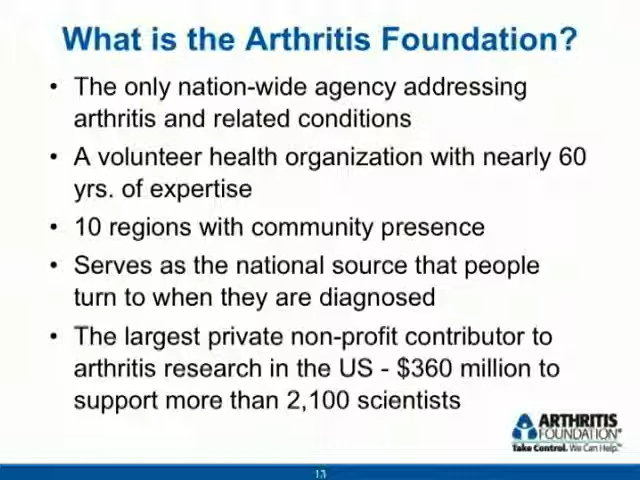 What is the Arthritis Foundation?
• The only nation-wide agency addressing
arthritis and related conditions
• A volunteer health organization with nearly 60
yrs. of expertise
• 10 regions with community presence
• Serves as the national source that people
turn to when they are diagnosed
• The largest private non-profit contributor to
arthritis research in the US - $360 million to
support more than 2,100 scientists
ARTHRITIS
FOUNDATION®
Take Control. We Can Help.™